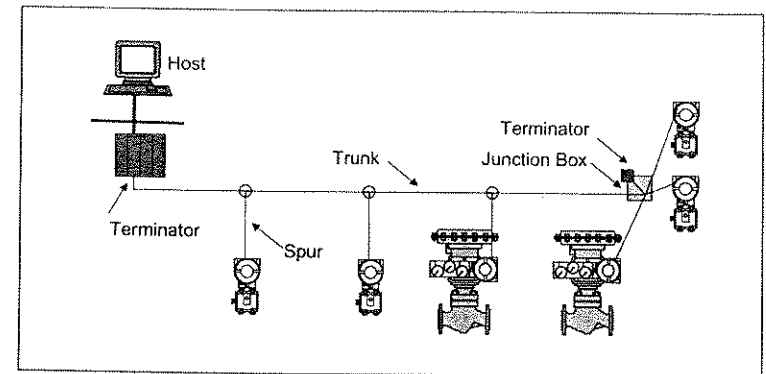 Host
Terminator
Trunk
Junction Box
Terminator
Spur